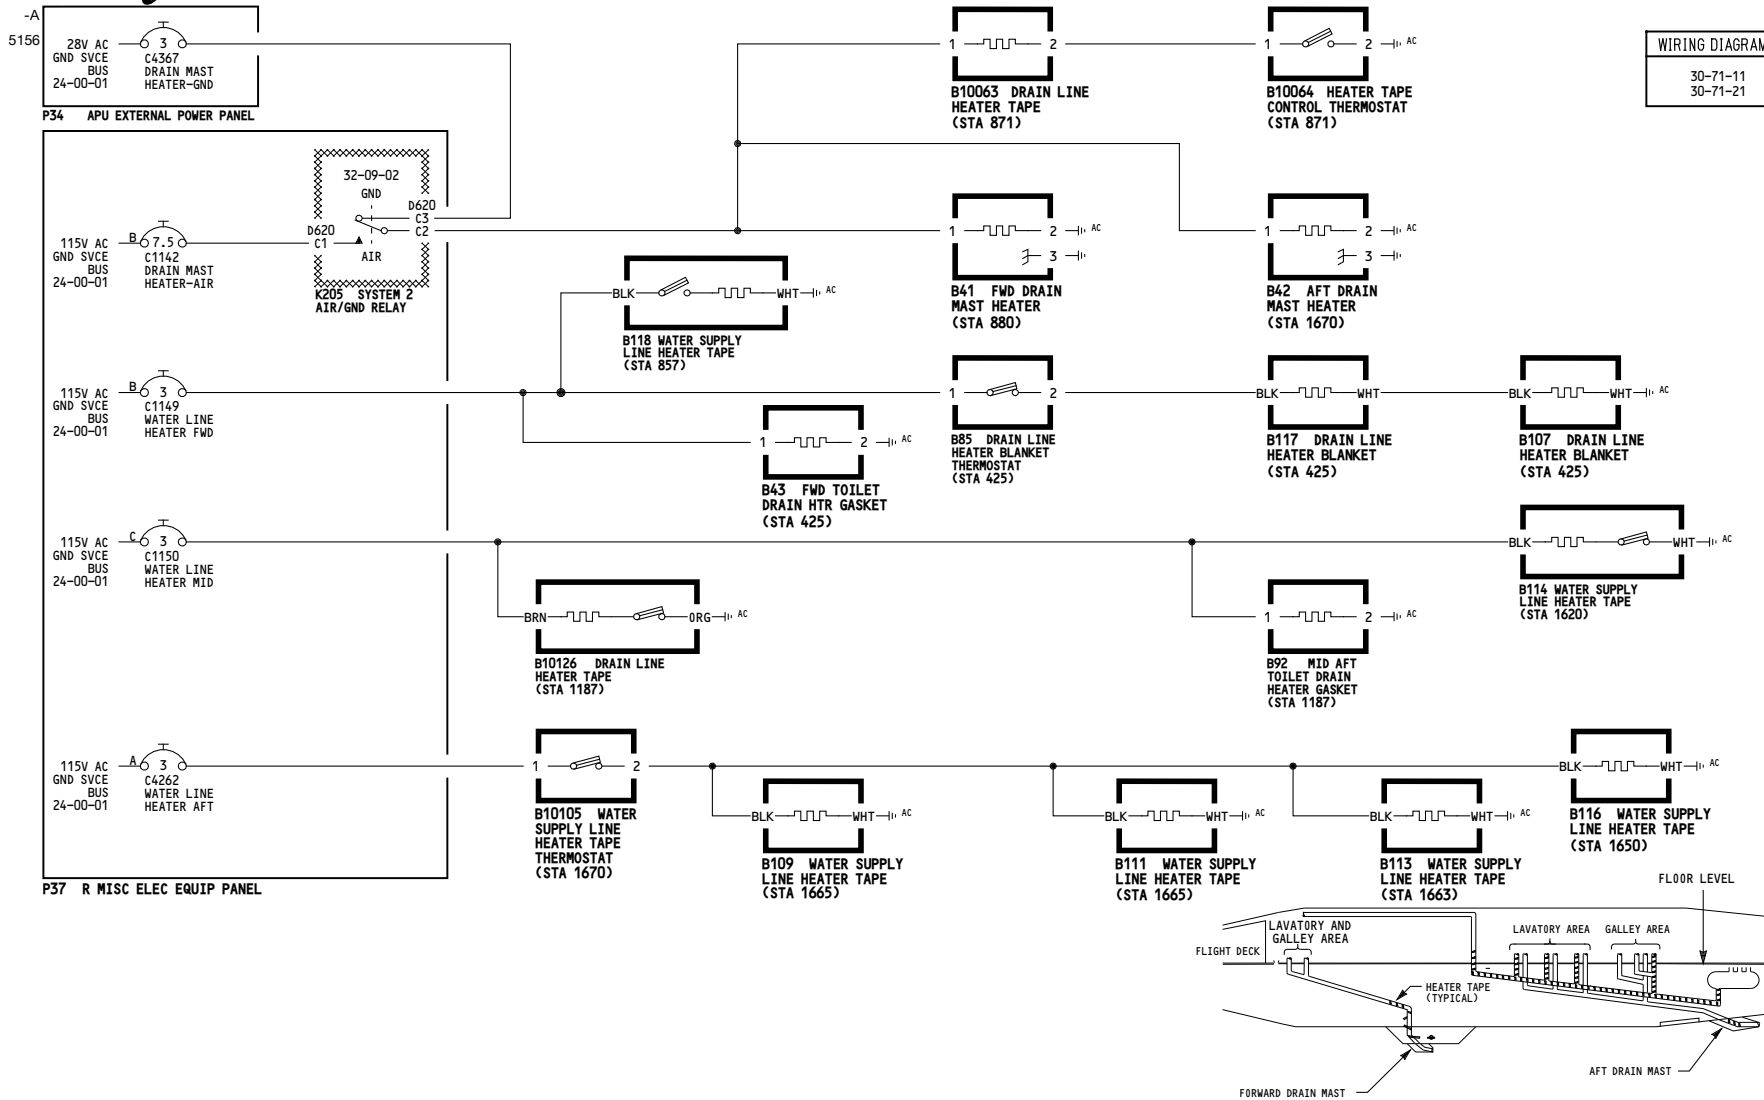 -A
5156
28V AC
GND SVCE
BUS
24-00-01
3
C4367
DRAIN MAST
HEATER-GND
P34 APU EXTERNAL POWER PANEL
1
2
B10063 DRAIN LINE
HEATER TAPE
(STA 871)
1
2
AC
B10064 HEATER TAPE
CONTROL THERMOSTAT
(STA 871)
WIRING DIAGRAM
30-71-11
30-71-21
32-09-02
GND
D620
C3
C2
D620
C1
AIR
K205 SYSTEM 2
AIR/GND RELAY
115V AC
GND SVCE
BUS
24-00-01
B
7.5
C1142
DRAIN MAST
HEATER-AIR
1
2
AC
3
B41 FWD DRAIN
MAST HEATER
(STA 880)
1
2
AC
3
B42 AFT DRAIN
MAST HEATER
(STA 1670)
BLK
WHT
AC
B118 WATER SUPPLY
LINE HEATER TAPE
(STA 857)
115V AC
GND SVCE
BUS
24-00-01
B
3
C1149
WATER LINE
HEATER FWD
1
2
AC
B43 FWD TOILET
DRAIN HTR GASKET
(STA 425)
1
2
B85 DRAIN LINE
HEATER BLANKET
THERMOSTAT
(STA 425)
BLK
WHT
B117 DRAIN LINE
HEATER BLANKET
(STA 425)
BLK
WHT
AC
B107 DRAIN LINE
HEATER BLANKET
(STA 425)
115V AC
GND SVCE
BUS
24-00-01
C
3
C1150
WATER LINE
HEATER MID
BRN
ORG
AC
B10126 DRAIN LINE
HEATER TAPE
(STA 1187)
1
2
AC
B92 MID AFT
TOILET DRAIN
HEATER GASKET
(STA 1187)
BLK
WHT
AC
B114 WATER SUPPLY
LINE HEATER TAPE
(STA 1620)
115V AC
GND SVCE
BUS
24-00-01
A
3
C4262
WATER LINE
HEATER AFT
1
2
B10105 WATER
SUPPLY LINE
HEATER TAPE
THERMOSTAT
(STA 1670)
BLK
WHT
AC
B109 WATER SUPPLY
LINE HEATER TAPE
(STA 1665)
BLK
WHT
AC
B111 WATER SUPPLY
LINE HEATER TAPE
(STA 1665)
BLK
WHT
AC
B113 WATER SUPPLY
LINE HEATER TAPE
(STA 1663)
BLK
WHT
AC
B116 WATER SUPPLY
LINE HEATER TAPE
(STA 1650)
P37 R MISC ELEC EQUIP PANEL
FLOOR LEVEL
LAVATORY AND
GALLEY AREA
LAVATORY AREA
GALLEY AREA
FLIGHT DECK
HEATER TAPE
(TYPICAL)
AFT DRAIN MAST
FORWARD DRAIN MAST